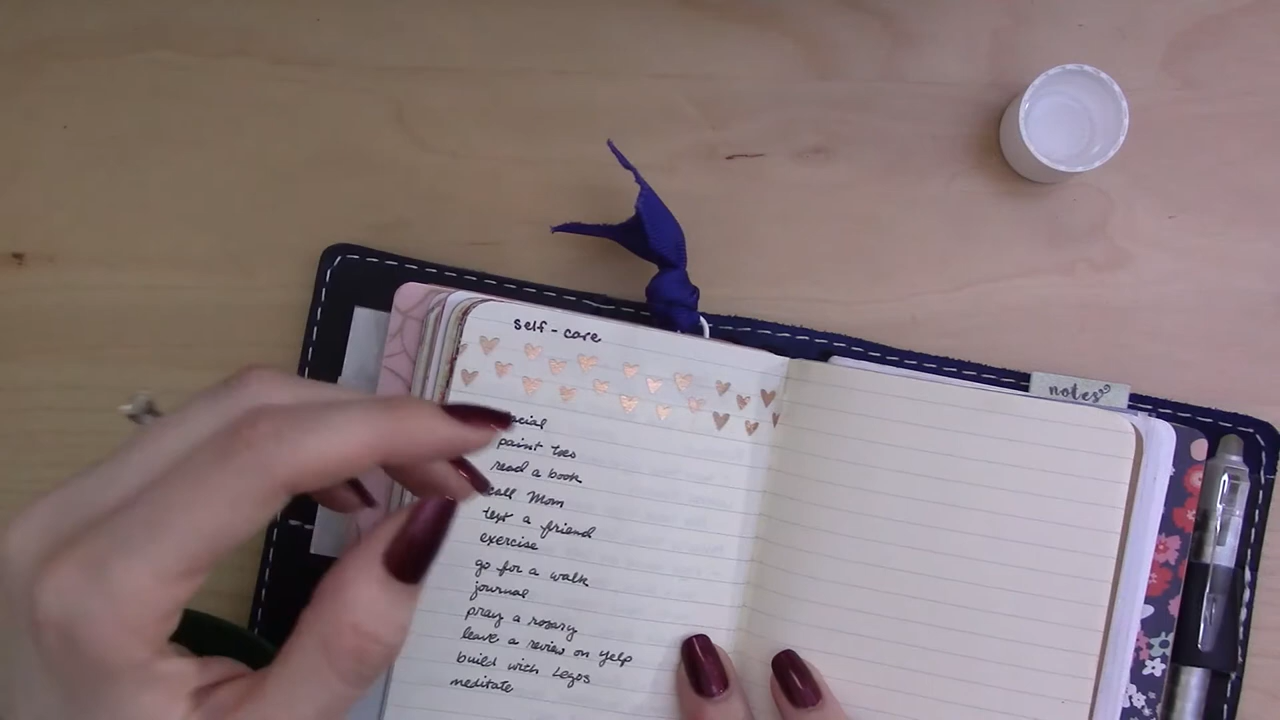 self-care
notes
paint toes
read a book
call Mom
text a friend
exercise
go for a walk
journal
pray a rosary
leave a review on yelp
build with Legos
meditate